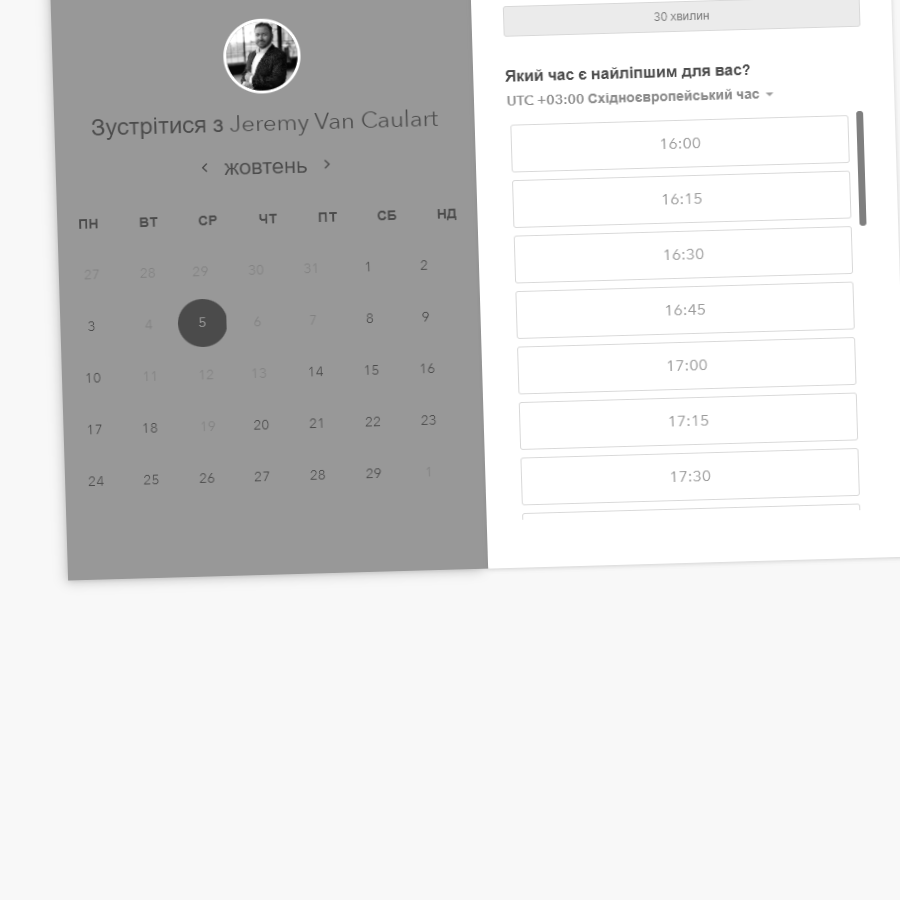 Зустрітися з Jeremy Van Caulart
жовтень
ПН ВТ СР ЧТ ПТ СБ НД
27 28 29 30 31 1 2
3 4 5 6 7 8 9
10 11 12 13 14 15 16
17 18 19 20 21 22 23
24 25 26 27 28 29 1
30 хвилин
Який час є найліпшим для вас?
UTC +03:00 Східноєвропейський час
16:00
16:15
16:30
16:45
17:00
17:15
17:30